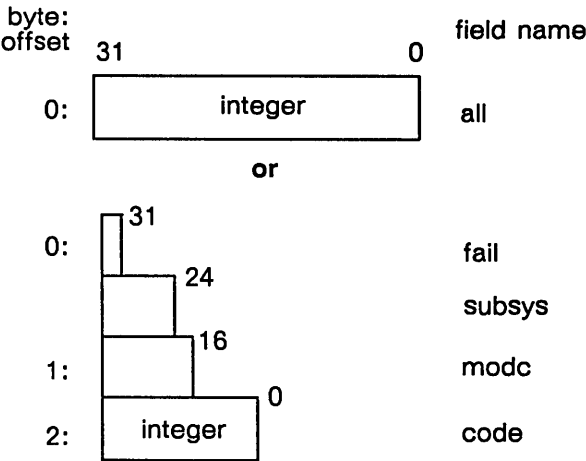 byte:
offset
31 0 field name
0: integer all
or
31
0: fail
24
subsys
16
1: modc
0
2: integer code